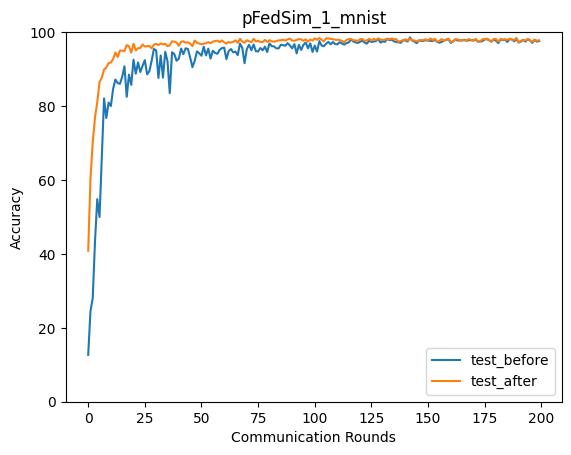 pFedSim_1_mnist
Accuracy
100
80
60
40
20
0
0 25 50 75 100 125 150 175 200
Communication Rounds
test_before
test_after